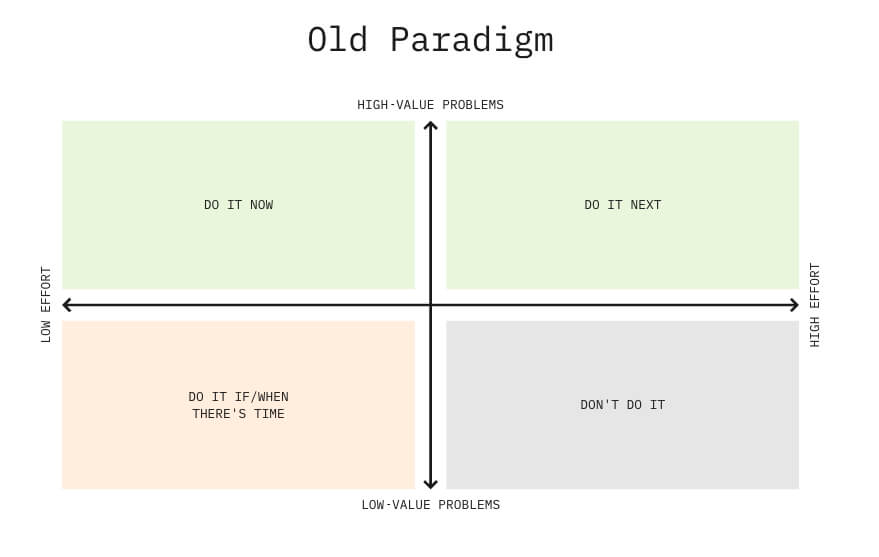 Old Paradigm
HIGH-VALUE PROBLEMS
DO IT NOW
DO IT NEXT
LOW EFFORT
HIGH EFFORT
DO IT IF/WHEN
THERE'S TIME
DON'T DO IT
LOW-VALUE PROBLEMS